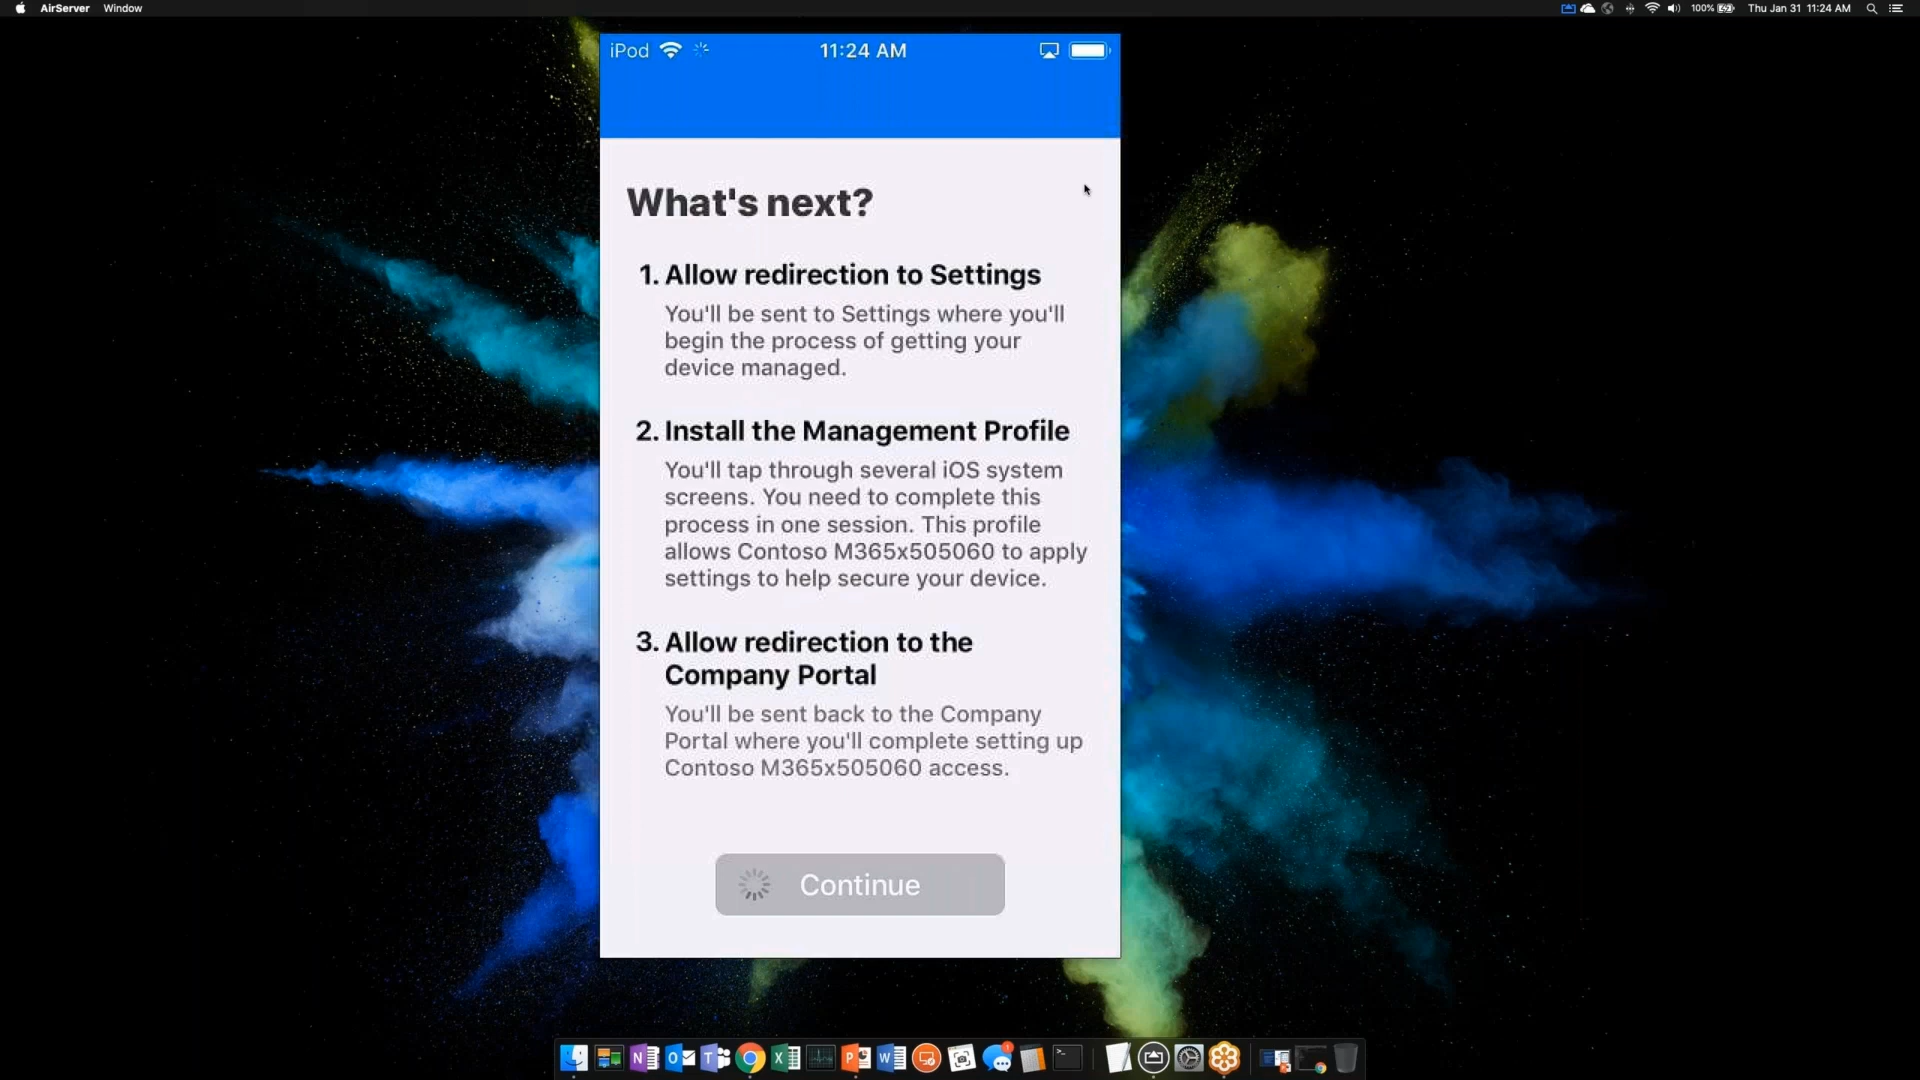 AirServer Window 100% Thu Jan 31 11:24 AM
iPod 11:24 AM
What's next?
1. Allow redirection to Settings
You'll be sent to Settings where you'll
begin the process of getting your
device managed.
2. Install the Management Profile
You'll tap through several iOS system
screens. You need to complete this
process in one session. This profile
allows Contoso M365x505060 to apply
settings to help secure your device.
3. Allow redirection to the
Company Portal
You'll be sent back to the Company
Portal where you'll complete setting up
Contoso M365x505060 access.
Continue